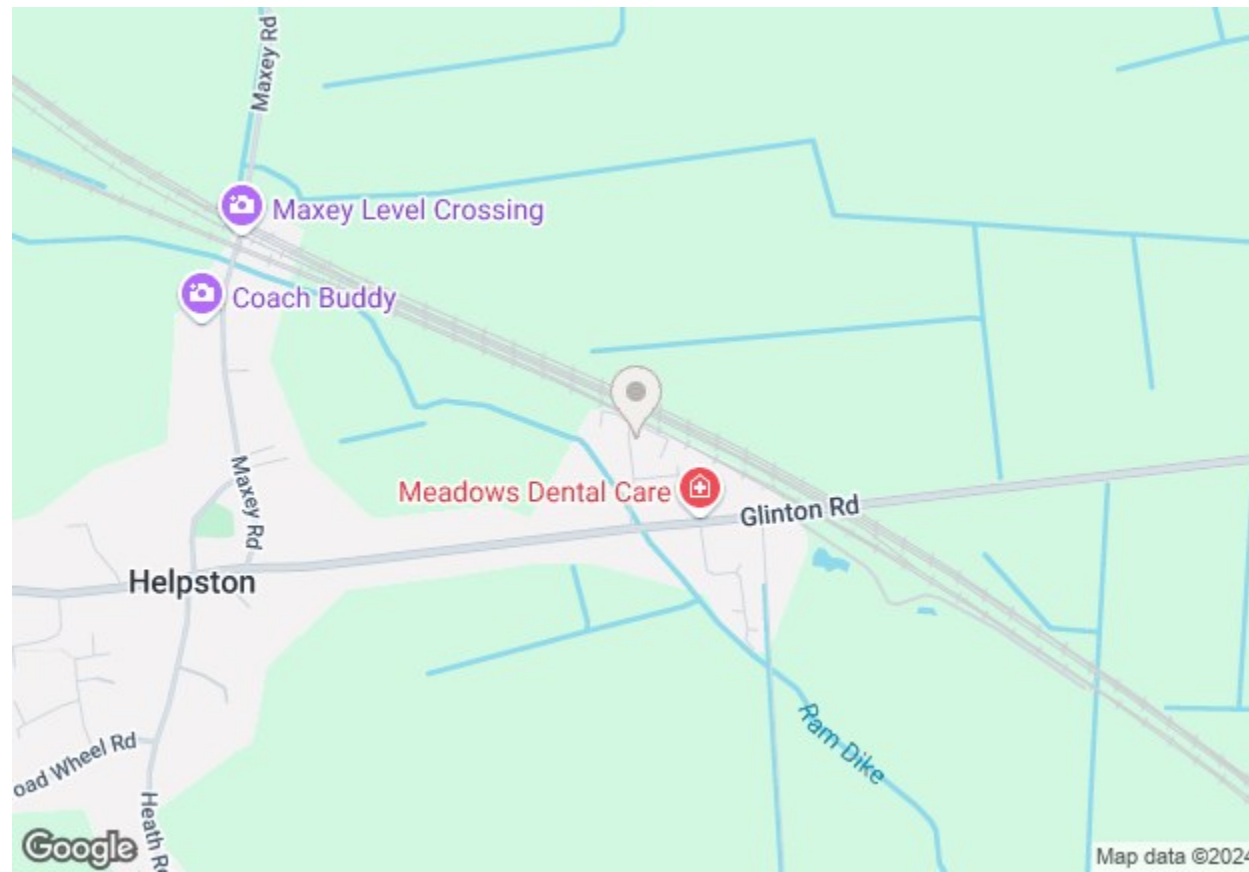 Maxey Rd
Maxey Level Crossing
Coach Buddy
Meadows Dental Care
Glinton Rd
Maxey Rd
Helpston
Ram Dike
oad Wheel Rd
Heath Rd
Google
Map data ©2024